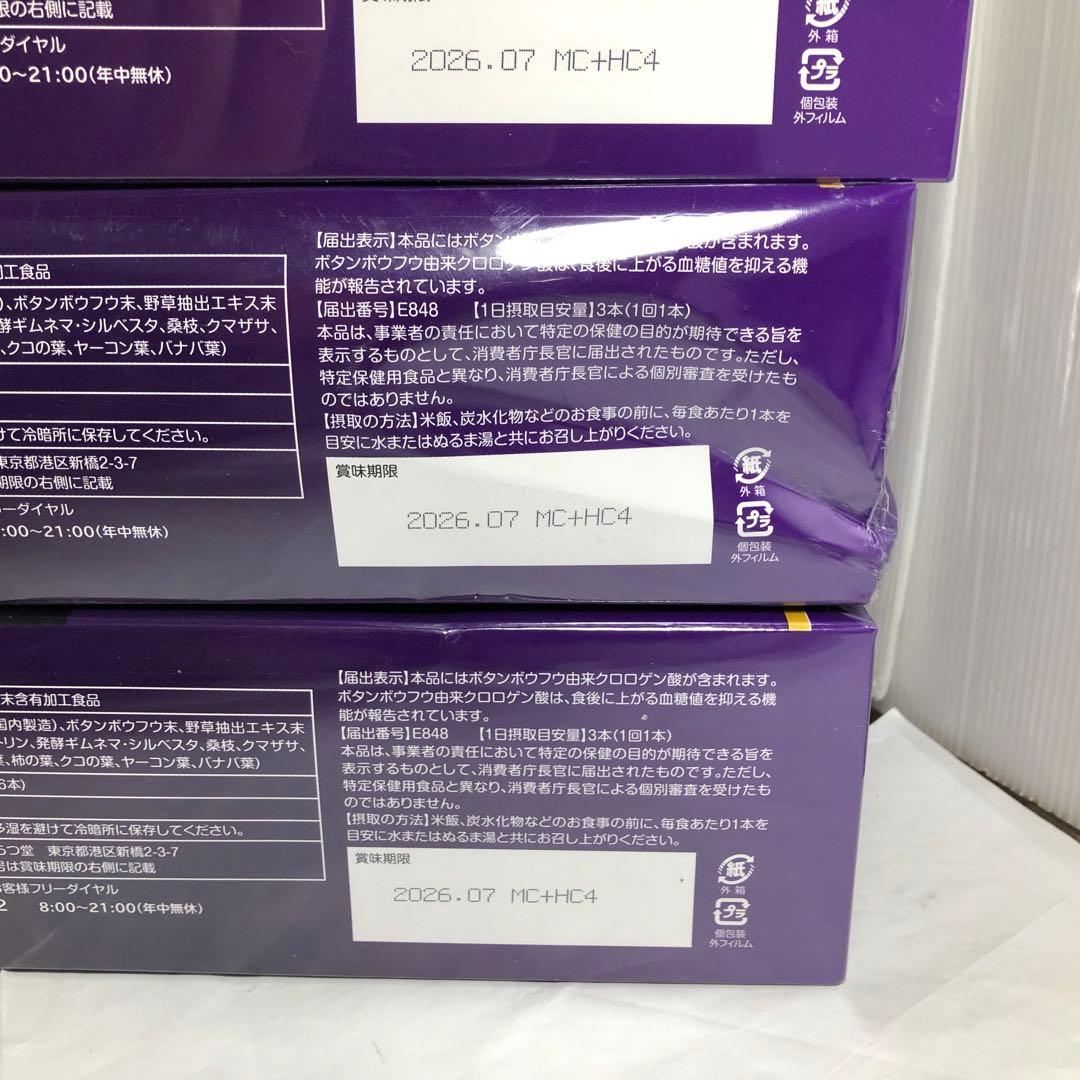 限の右側に記載
ーダイヤル
0〜21:00(年中無休)
賞味期限
2026.07 MC+HC4
紙
外箱
プラ
個包装
外フィルム
加工食品
、ボタンボウフウ末、野草抽出エキス末
酵ギムネマ・シルベスタ、桑枝、クマザサ、
、クコの葉、ヤーコン葉、バナバ葉)
けて冷暗所に保存してください。
東京都港区新橋2-3-7
期限の右側に記載
リーダイヤル
:00〜21:00(年中無休)
【届出表示】本品にはボタン 酸が含まれます。
ボタンボウフウ由来クロロゲン酸は、食後に上がる血糖値を抑える機
能が報告されています。
【届出番号】E848 【1日摂取目安量】3本(1回1本)
本品は、事業者の責任において特定の保健の目的が期待できる旨を
表示するものとして、消費者庁長官に届出されたものです。ただし、
特定保健用食品と異なり、消費者庁長官による個別審査を受けたも
のではありません。
【摂取の方法】米飯、炭水化物などのお食事の前に、毎食あたり1本を
目安に水またはぬるま湯と共にお召し上がりください。
賞味期限
2026.07 MC+HC4
紙
外箱
プラ
個包装
外フィルム
末含有加工食品
国内製造)、ボタンボウフウ末、野草抽出エキス末
トリン、発酵ギムネマ・シルベスタ、桑枝、クマザサ、
、柿の葉、クコの葉、ヤーコン葉、バナバ葉)
6本)
多湿を避けて冷暗所に保存してください。
つ堂 東京都港区新橋2-3-7
号は賞味期限の右側に記載
客様フリーダイヤル
2 8:00〜21:00(年中無休)
【届出表示】本品にはボタンボウフウ由来クロロゲン酸が含まれます。
ボタンボウフウ由来クロロゲン酸は、食後に上がる血糖値を抑える機
能が報告されています。
【届出番号】E848 【1日摂取目安量】3本(1回1本)
本品は、事業者の責任において特定の保健の目的が期待できる旨を
表示するものとして、消費者庁長官に届出されたものです。ただし、
特定保健用食品と異なり、消費者庁長官による個別審査を受けたも
のではありません。
【摂取の方法】米飯、炭水化物などのお食事の前に、毎食あたり1本を
目安に水またはぬるま湯と共にお召し上がりください。
賞味期限
2026.07 MC+HC4
紙
外箱
プラ
個包装
外フィルム